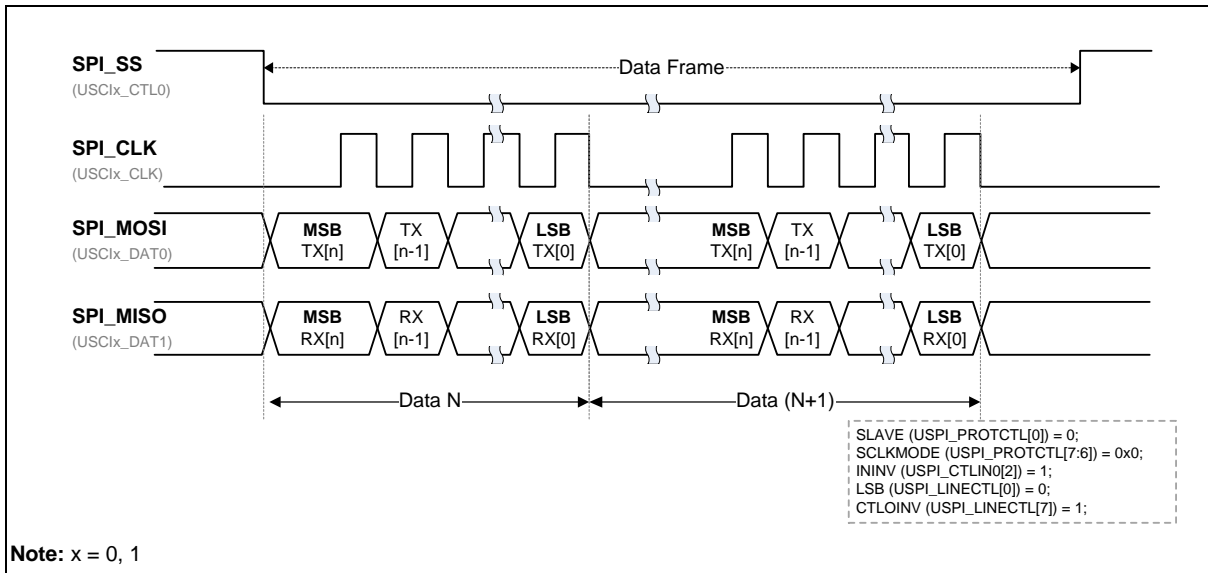 SPI_SS
(USCIx_CTL0)
Data Frame
SPI_CLK
(USCIx_CLK)
SPI_MOSI
(USCIx_DAT0)
MSB
TX[n]
TX
[n-1]
LSB
TX[0]
MSB
TX[n]
TX
[n-1]
LSB
TX[0]
SPI_MISO
(USCIx_DAT1)
MSB
RX[n]
RX
[n-1]
LSB
RX[0]
MSB
RX[n]
RX
[n-1]
LSB
RX[0]
Data N
Data (N+1)
SLAVE (USPI_PROTCTL[0]) = 0;
SCLKMODE (USPI_PROTCTL[7:6]) = 0x0;
ININV (USPI_CTLIN0[2]) = 1;
LSB (USPI_LINECTL[0]) = 0;
CTLOINV (USPI_LINECTL[7]) = 1;
Note: x = 0, 1